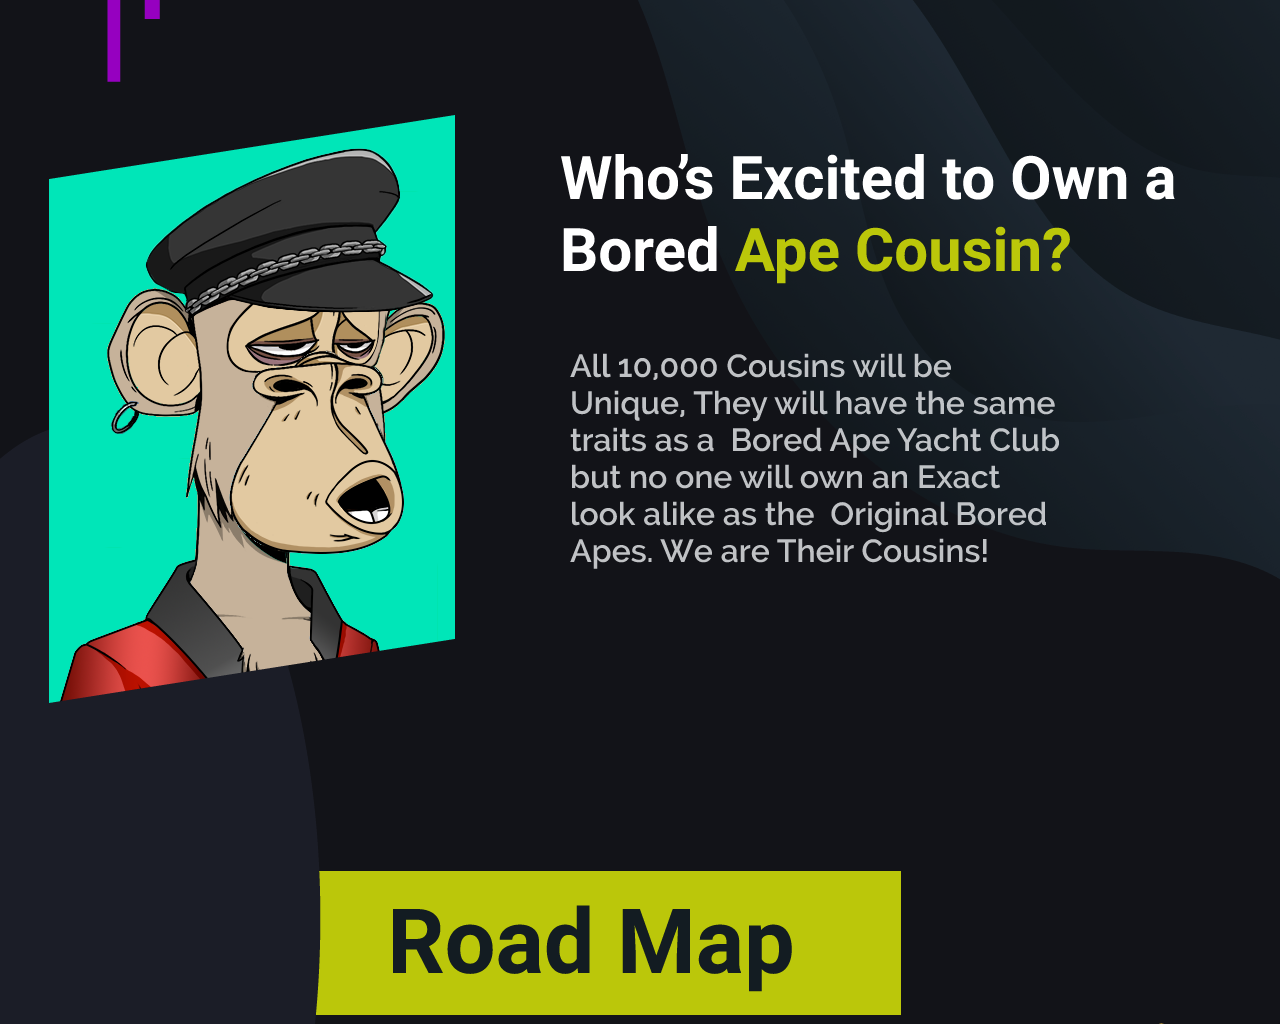 Who’s Excited to Own a
Bored Ape Cousin?
All 10,000 Cousins will be
Unique, They will have the same
traits as a  Bored Ape Yacht Club
but no one will own an Exact
look alike as the  Original Bored
Apes. We are Their Cousins!
Road Map